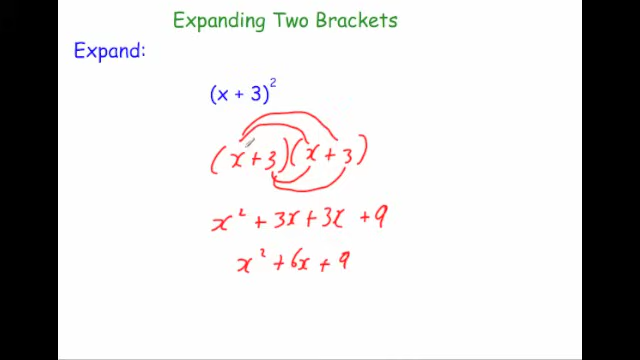 Expanding Two Brackets
Expand:
(x + 3)²
(x + 3)(x + 3)
x² + 3x + 3x + 9
x² + 6x + 9